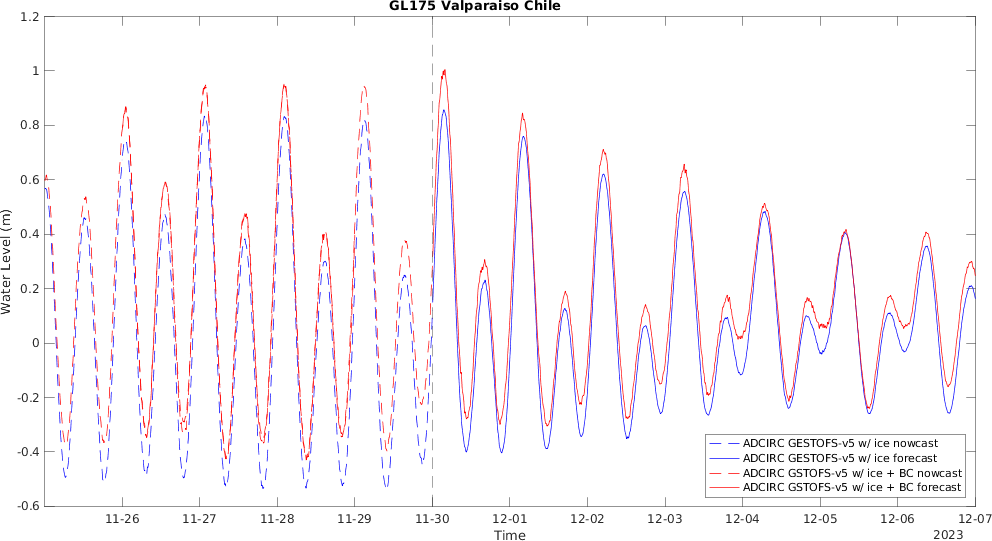 GL175 Valparaiso Chile
1.2
1
0.8
0.6
0.4
0.2
0
-0.2
-0.4
-0.6
Water Level (m)
ADCIRC GESTOFS-v5 w/ ice nowcast
ADCIRC GESTOFS-v5 w/ ice forecast
ADCIRC GSTOFS-v5 w/ ice + BC nowcast
ADCIRC GSTOFS-v5 w/ ice + BC forecast
11-26 11-27 11-28 11-29 11-30 12-01 12-02 12-03 12-04 12-05 12-06 12-07
Time
2023